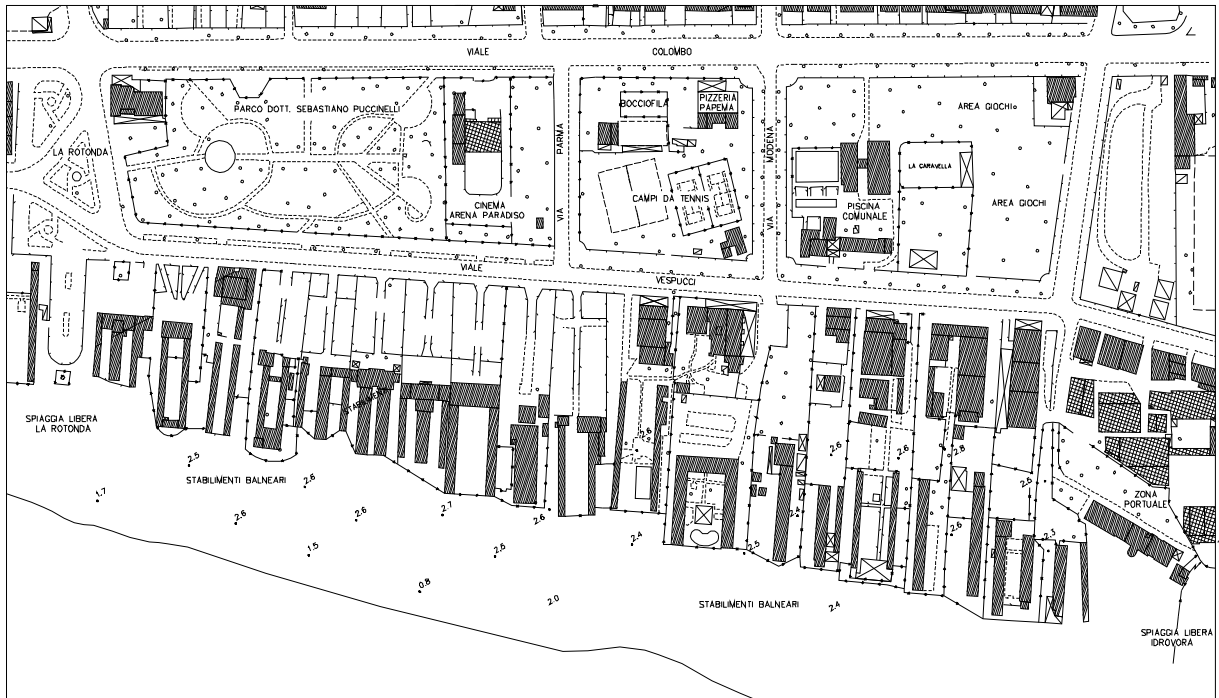 VIALE COLOMBO
PARCO DOTT. SEBASTIANO PUCCINELLI
BOCCIOFILA
PIZZERIA
PAPEMA
AREA GIOCHI
LA ROTONDA
VIA PARMA
VIA MODENA
LA CARAVELLA
CAMPI DA TENNIS
CINEMA
ARENA PARADISO
PISCINA
COMUNALE
AREA GIOCHI
VIALE VESPUCCI
STABILIMENTI
SPIAGGIA LIBERA
LA ROTONDA
2.6
2.6
2.6
2.8
2.5
STABILIMENTI BALNEARI
2.6
2.5
1.7
ZONA
PORTUALE
2.6
2.6
2.7
2.6
2.6
2.3
1.5
2.5
2.4
2.5
0.8
2.0
STABILIMENTI BALNEARI
2.4
SPIAGGIA LIBERA
IDROVORA